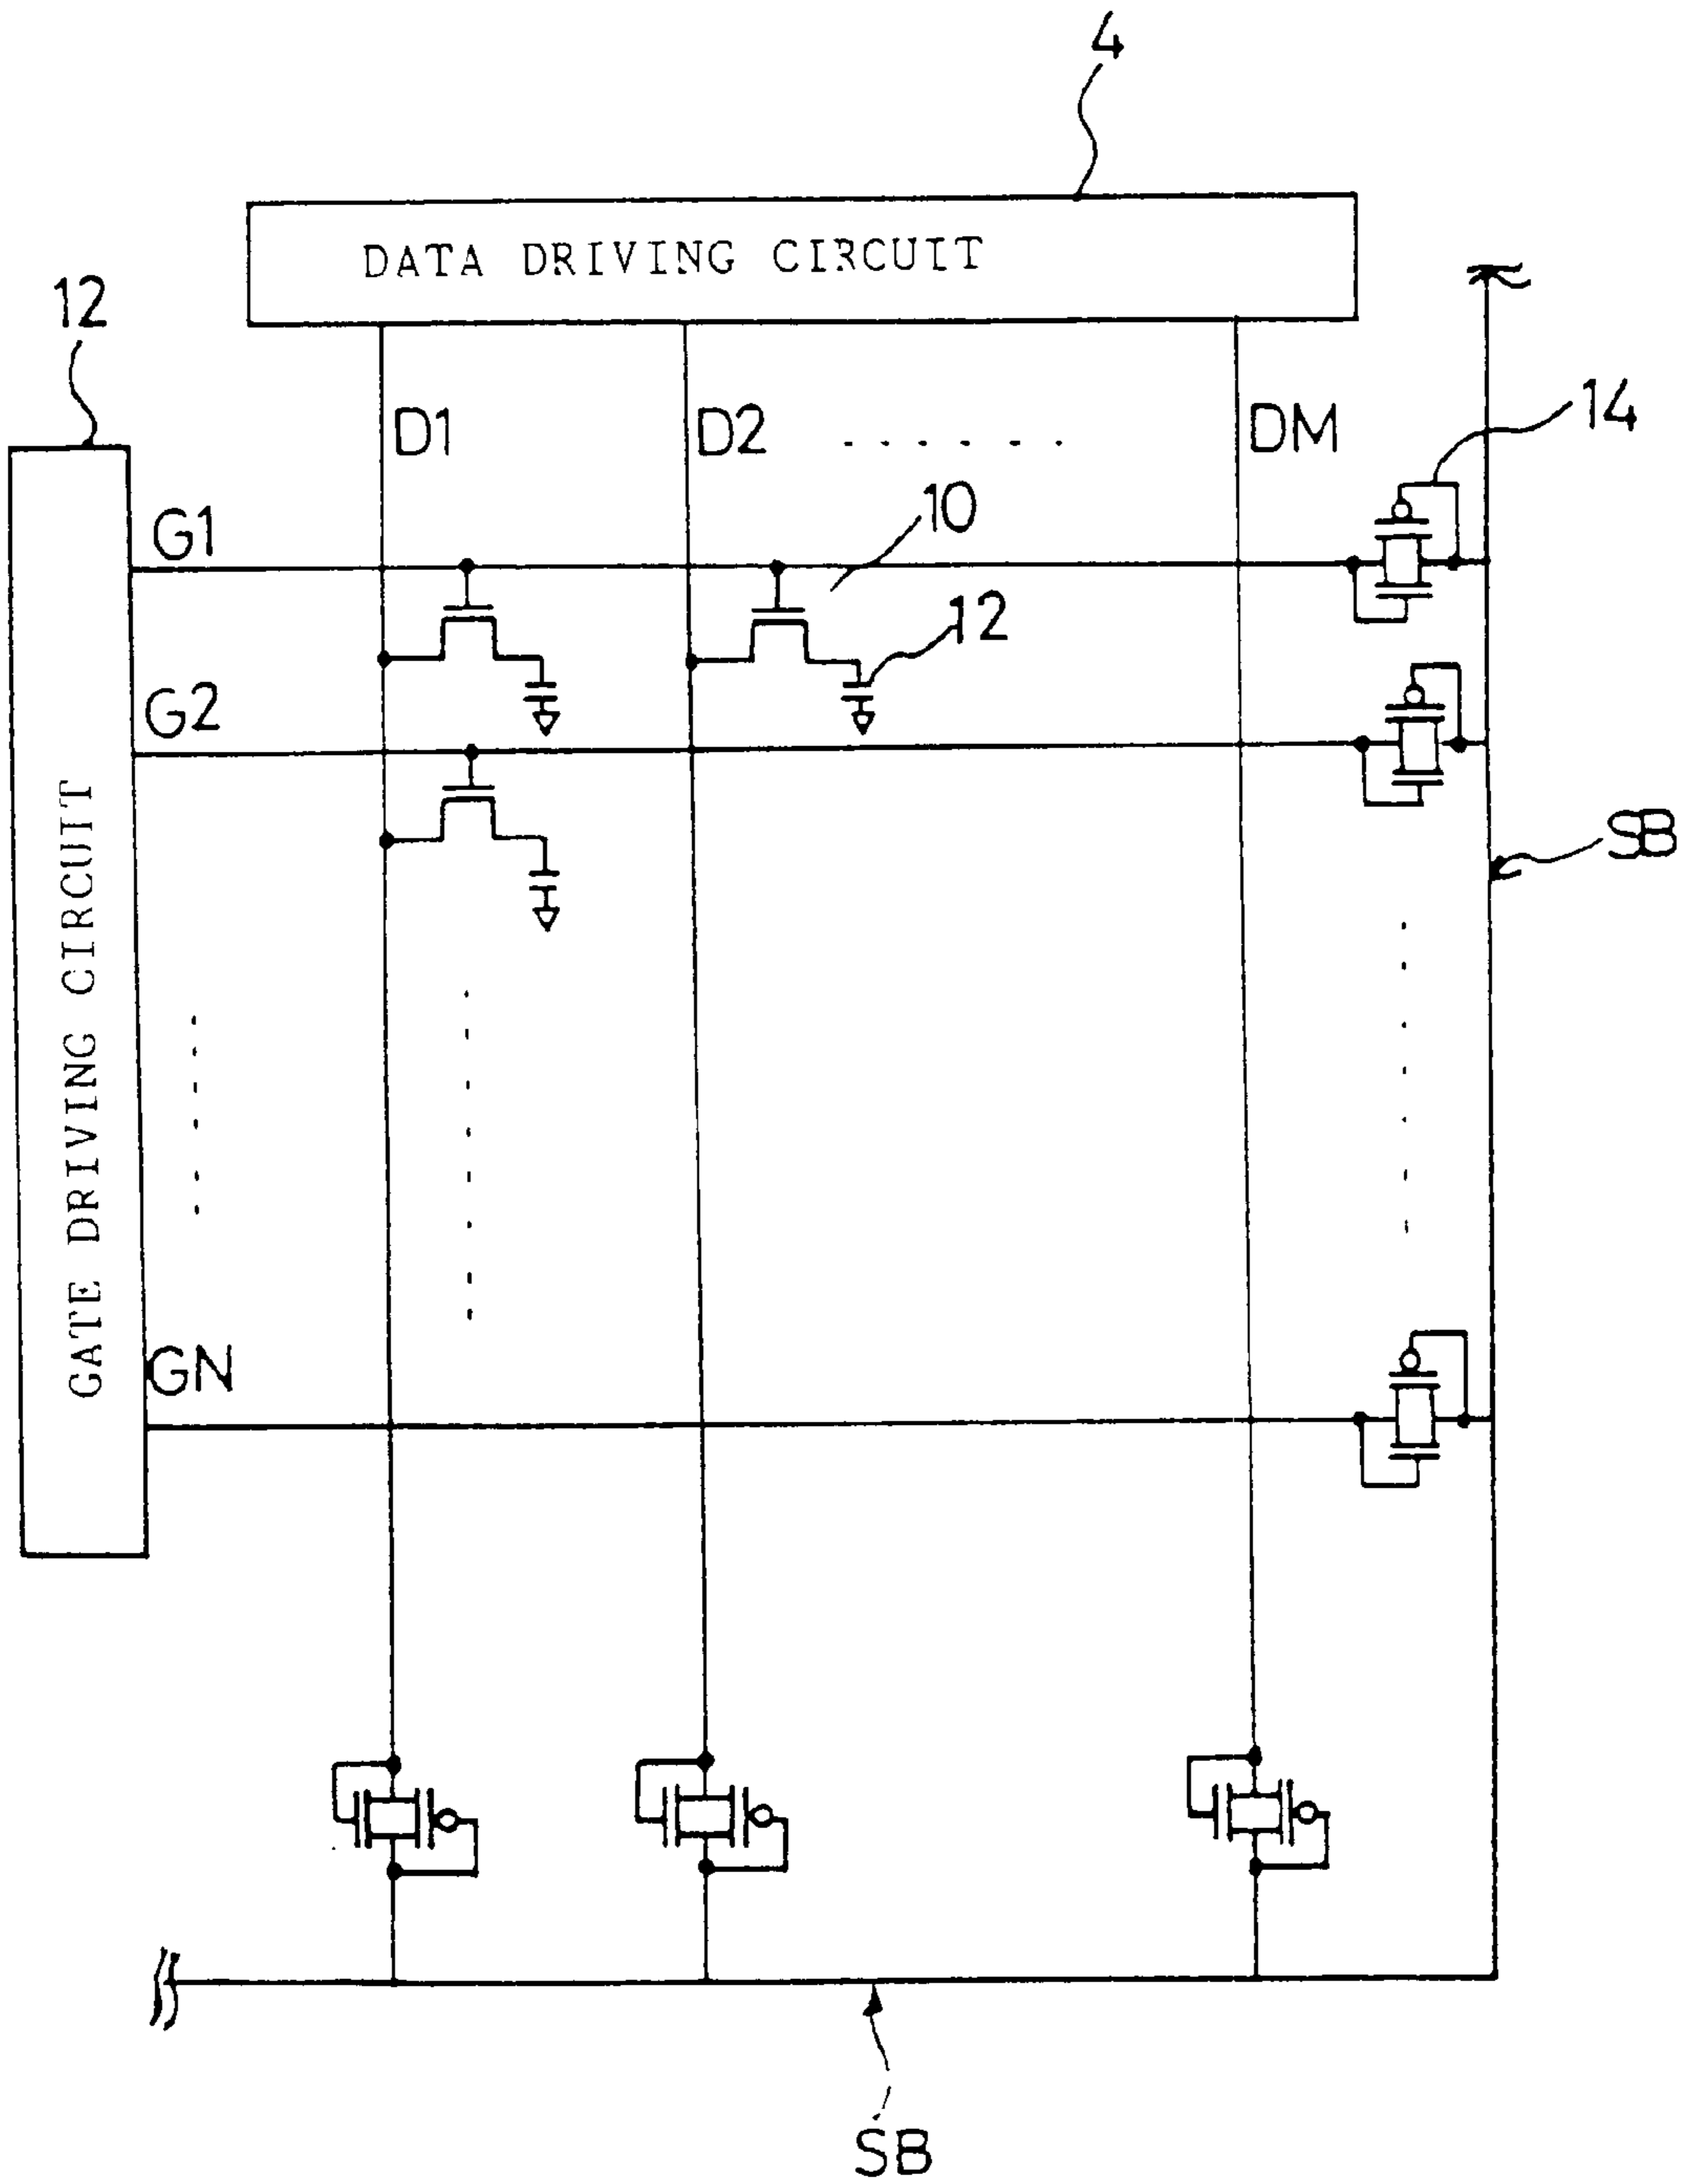 4
DATA DRIVING CIRCUIT
12
D1
D2
. . . . . .
DM
14
G1
10
12
G2
SB
GATE DRIVING CIRCUIT
GN
SB